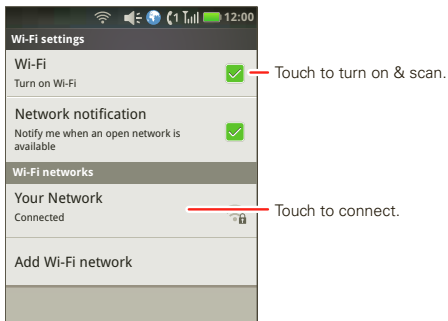 12:00
Wi-Fi settings
Wi-Fi
Turn on Wi-Fi
Touch to turn on & scan.
Network notification
Notify me when an open network is
available
Wi-Fi networks
Your Network
Connected
Touch to connect.
Add Wi-Fi network